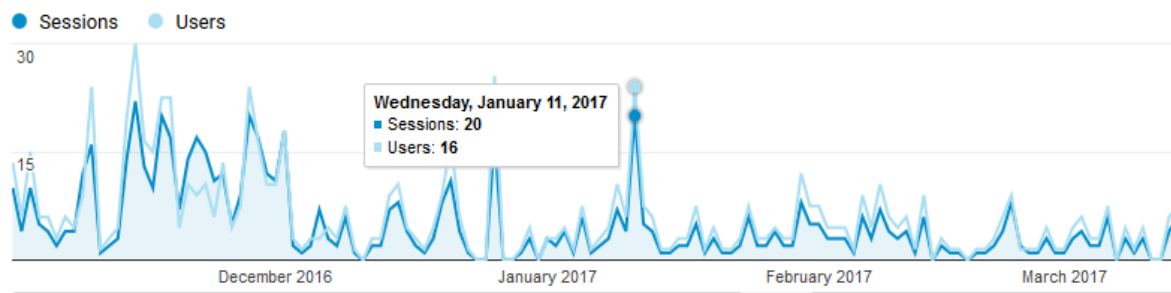 Sessions Users
30
Wednesday, January 11, 2017
Sessions: 20
Users: 16
15
December 2016 January 2017 February 2017 March 2017